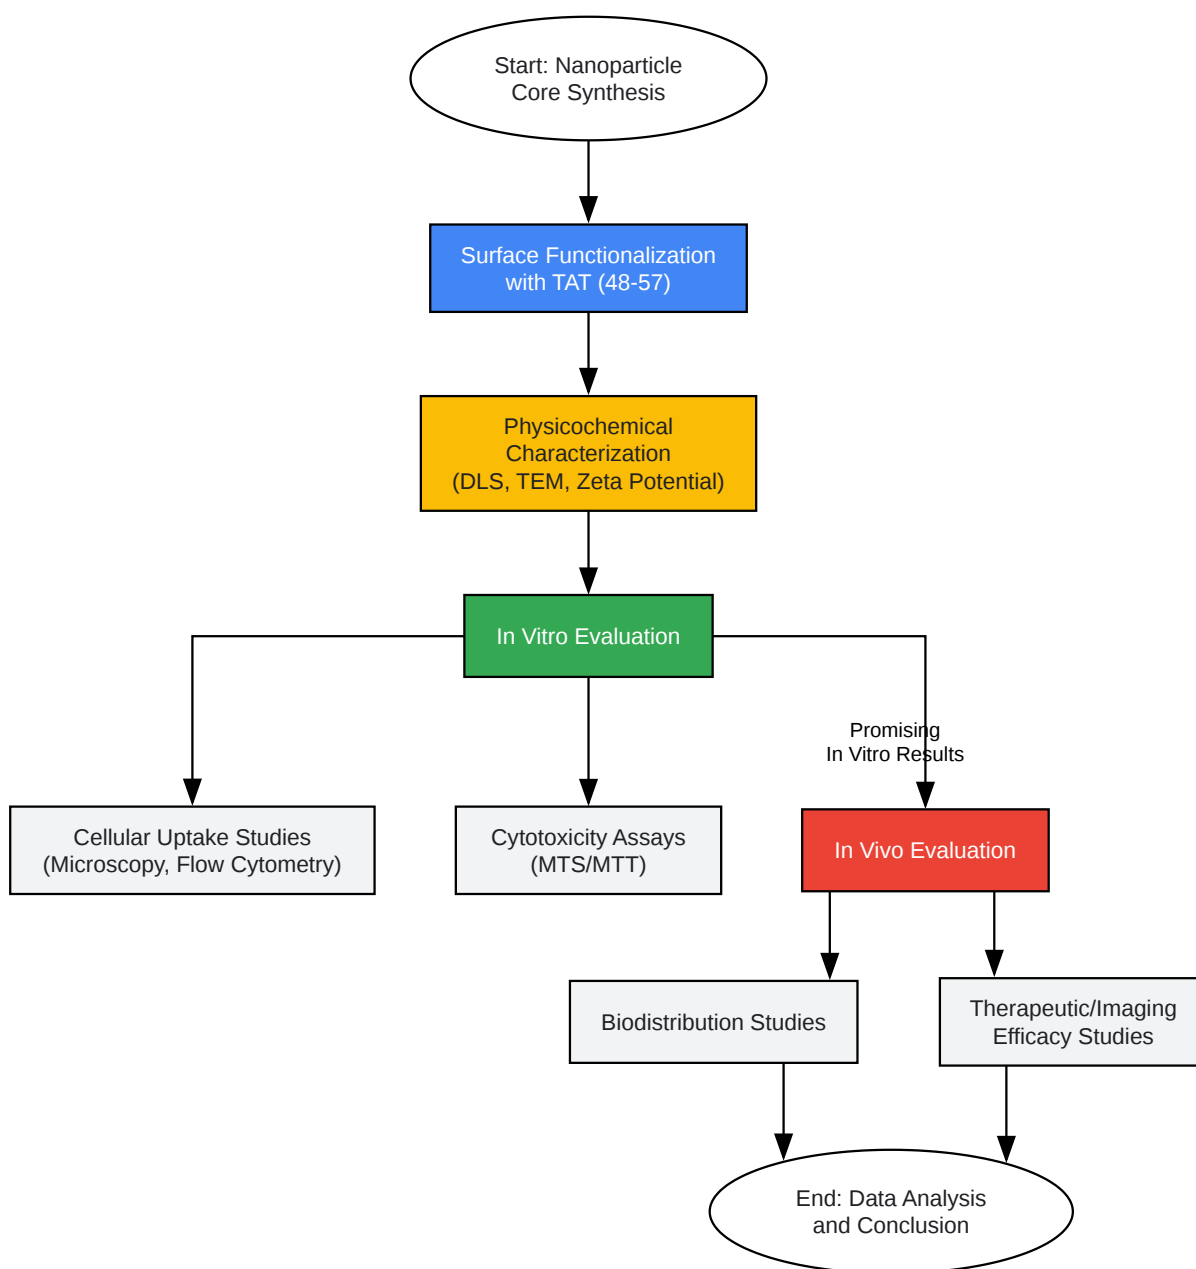 Start: Nanoparticle
Core Synthesis
Surface Functionalization
with TAT (48-57)
Physicochemical
Characterization
(DLS, TEM, Zeta Potential)
In Vitro Evaluation
Promising
In Vitro Results
Cellular Uptake Studies
(Microscopy, Flow Cytometry)
Cytotoxicity Assays
(MTS/MTT)
In Vivo Evaluation
Biodistribution Studies
Therapeutic/Imaging
Efficacy Studies
End: Data Analysis
and Conclusion